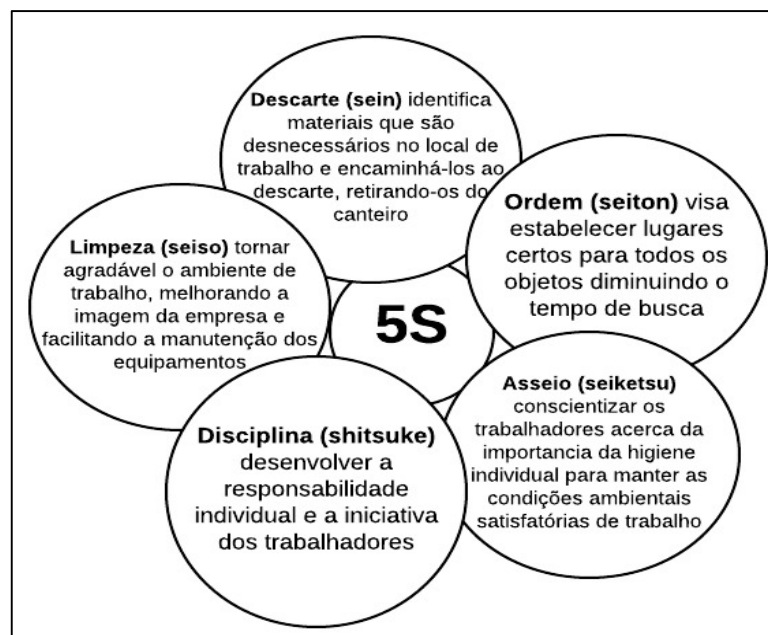 Descarte (sein) identifica
materiais que são
desnecessários no local de
trabalho e encaminhá-los ao
descarte, retirando-os do
canteiro
Ordem (seiton) visa
estabelecer lugares
certos para todos os
objetos diminuindo o
tempo de busca
Limpeza (seiso) tornar
agradável o ambiente de
trabalho, melhorando a
imagem da empresa e
facilitando a manutenção dos
equipamentos
5S
Asseio (seiketsu)
conscientizar os
trabalhadores acerca da
importancia da higiene
individual para manter as
condições ambientais
satisfatórias de trabalho
Disciplina (shitsuke)
desenvolver a
responsabilidade
individual e a iniciativa
dos trabalhadores